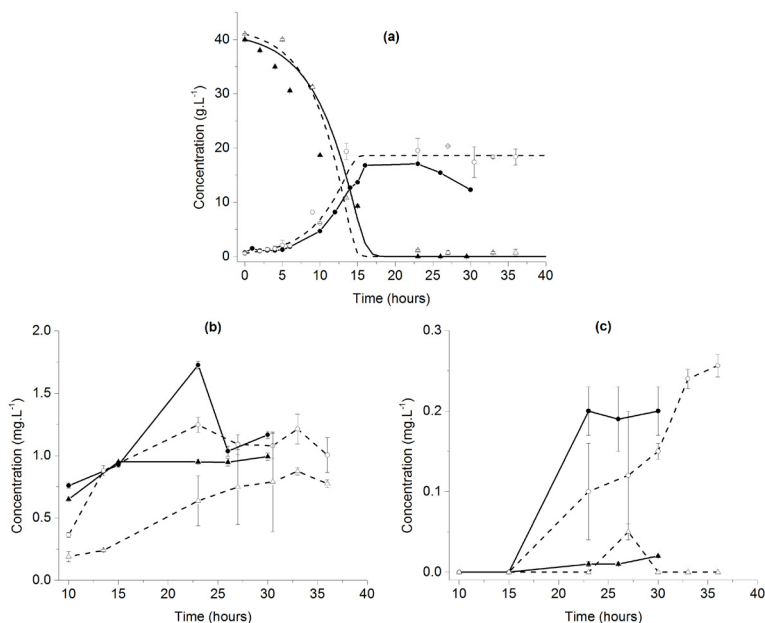 (a)
Concentration (g.L-1)
40
30
20
10
0
0 5 10 15 20 25 30 35 40
Time (hours)
(b)
Concentration (mg.L-1)
2.0
1.5
1.0
0.5
0.0
10 15 20 25 30 35 40
Time (hours)
(c)
Concentration (mg.L-1)
0.3
0.2
0.1
0.0
10 15 20 25 30 35 40
Time (hours)